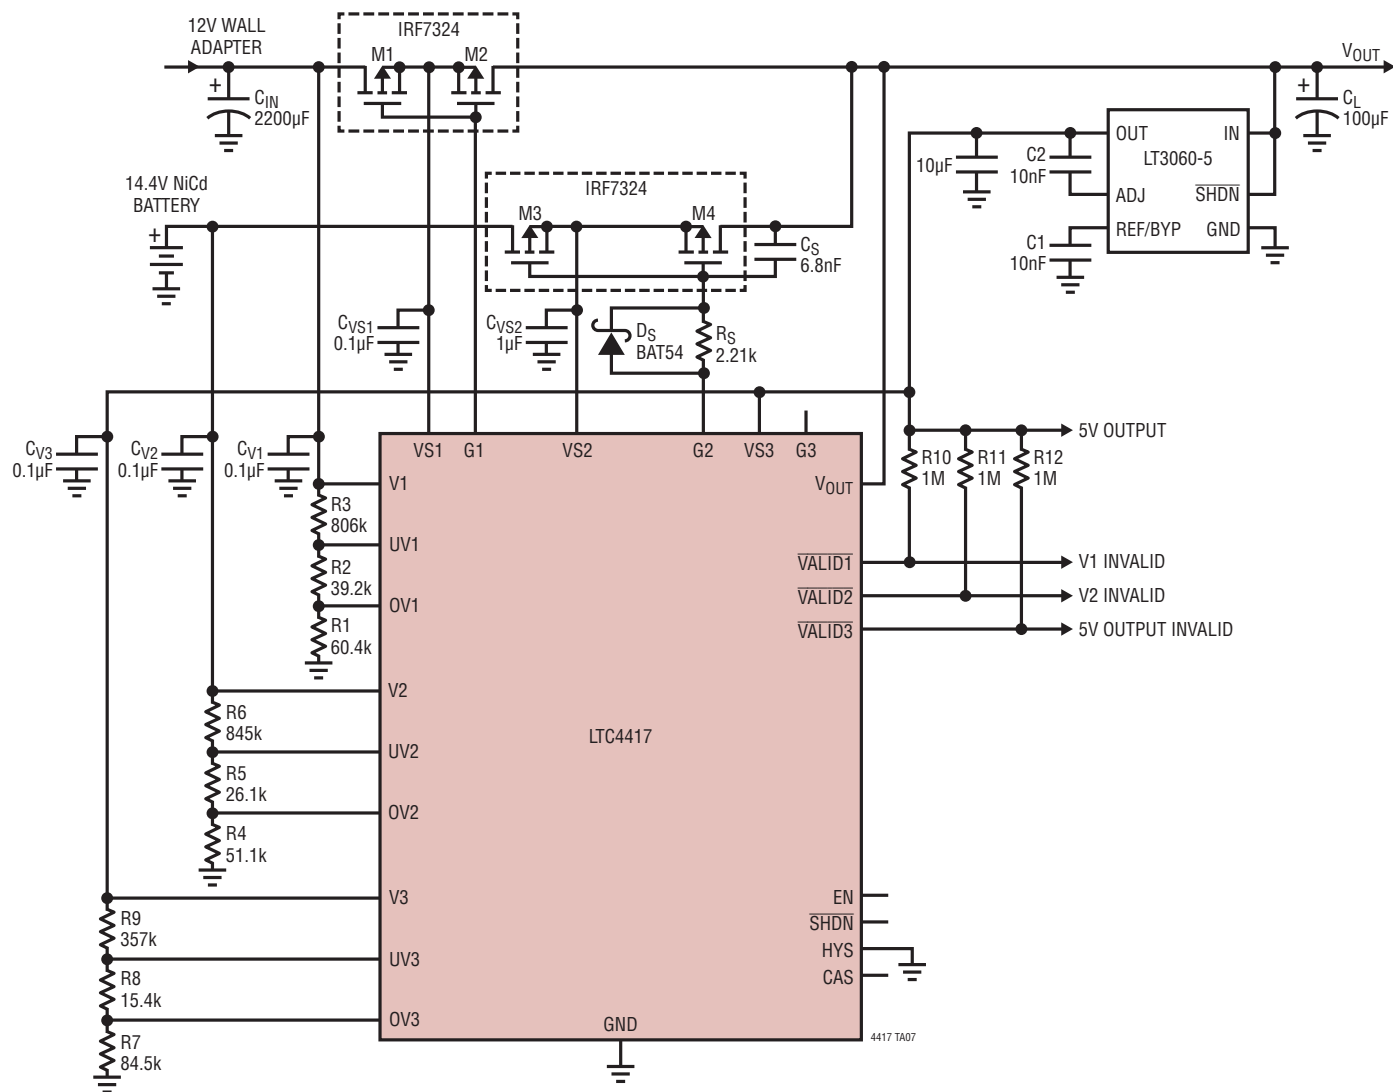 12V WALL
ADAPTER
IRF7324
M1
M2
VOUT
+
CIN
2200µF
+
CL
100µF
OUT
IN
LT3060-5
ADJ
SHDN
REF/BYP
GND
10µF
C2
10nF
C1
10nF
14.4V NiCd
BATTERY
+
IRF7324
M3
M4
CS
6.8nF
CVS1
0.1µF
CVS2
1µF
DS
BAT54
RS
2.21k
CV3
0.1µF
CV2
0.1µF
CV1
0.1µF
VS1
G1
VS2
G2
VS3
G3
5V OUTPUT
R10
1M
R11
1M
R12
1M
V1
VOUT
R3
806k
UV1
R2
39.2k
OV1
R1
60.4k
VALID1
V1 INVALID
VALID2
V2 INVALID
VALID3
5V OUTPUT INVALID
V2
R6
845k
UV2
R5
26.1k
OV2
R4
51.1k
LTC4417
V3
R9
357k
UV3
R8
15.4k
OV3
R7
84.5k
EN
SHDN
HYS
CAS
GND
4417 TA07